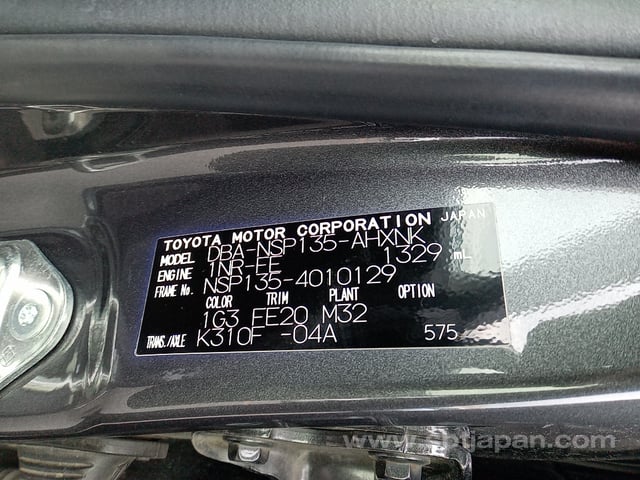 TOYOTA MOTOR CORPORATION JAPAN
MODEL DBA-NSP135-AHXNK
ENGINE 1NR-FE 1329 mL
FRAME No. NSP135-4010129
COLOR TRIM PLANT OPTION
1G3 FE20 M32
TRANS./AXLE K310F -04A 575
www.sbtjapan.com